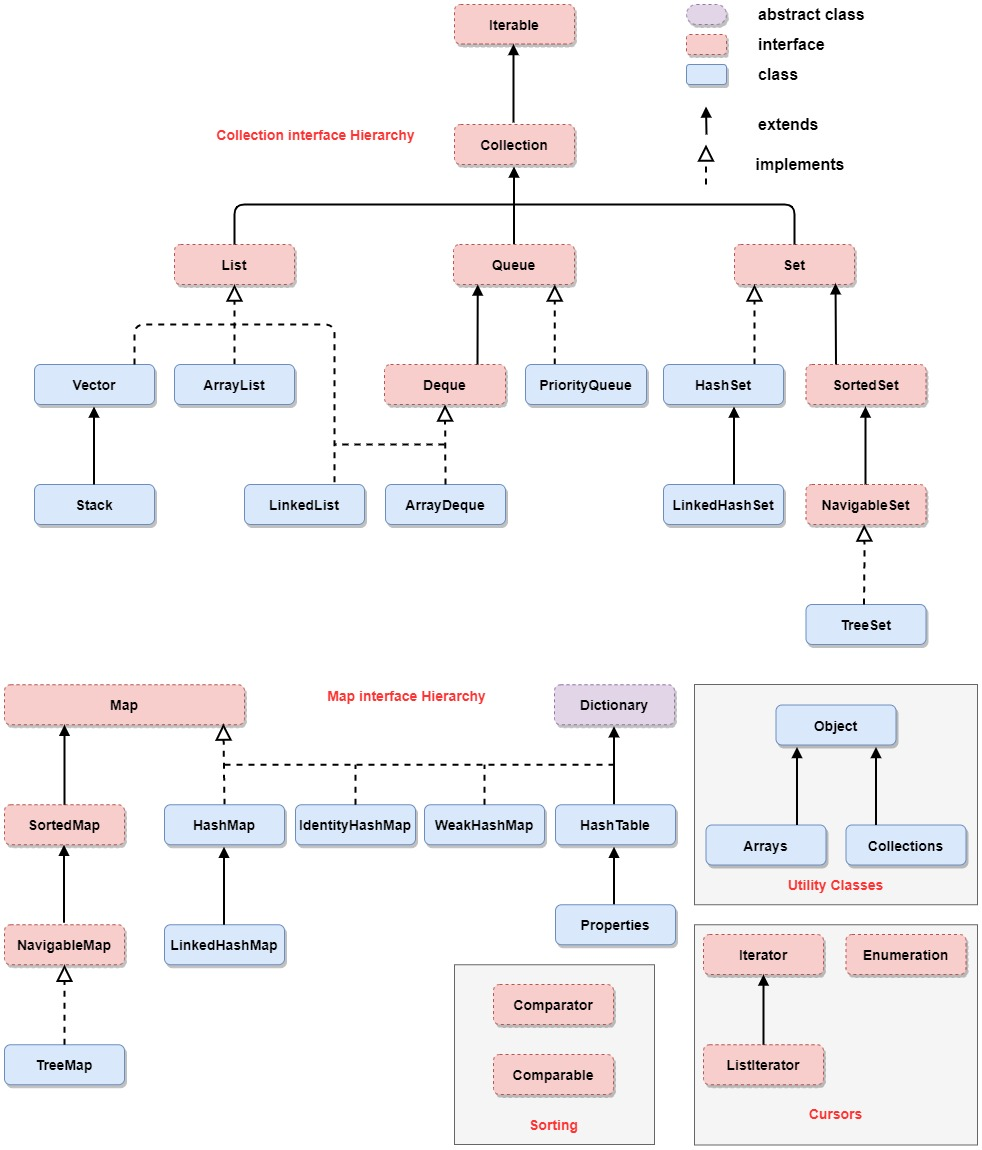 Iterable
abstract class
interface
class
Collection interface Hierarchy
Collection
extends
implements
List
Queue
Set
Vector
ArrayList
Deque
PriorityQueue
HashSet
SortedSet
Stack
LinkedList
ArrayDeque
LinkedHashSet
NavigableSet
TreeSet
Map
Map interface Hierarchy
Dictionary
Object
SortedMap
HashMap
IdentityHashMap
WeakHashMap
HashTable
Arrays
Collections
Utility Classes
NavigableMap
LinkedHashMap
Properties
Iterator
Enumeration
Comparator
TreeMap
Comparable
ListIterator
Sorting
Cursors